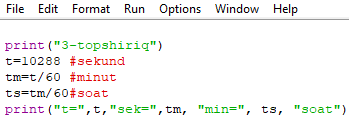 File Edit Format Run Options Window Help
print("3-topshiriq")
t=10288 #sekund
tm=t/60 #minut
ts=tm/60#soat
print("t=",t,"sek=",tm, "min=", ts, "soat")